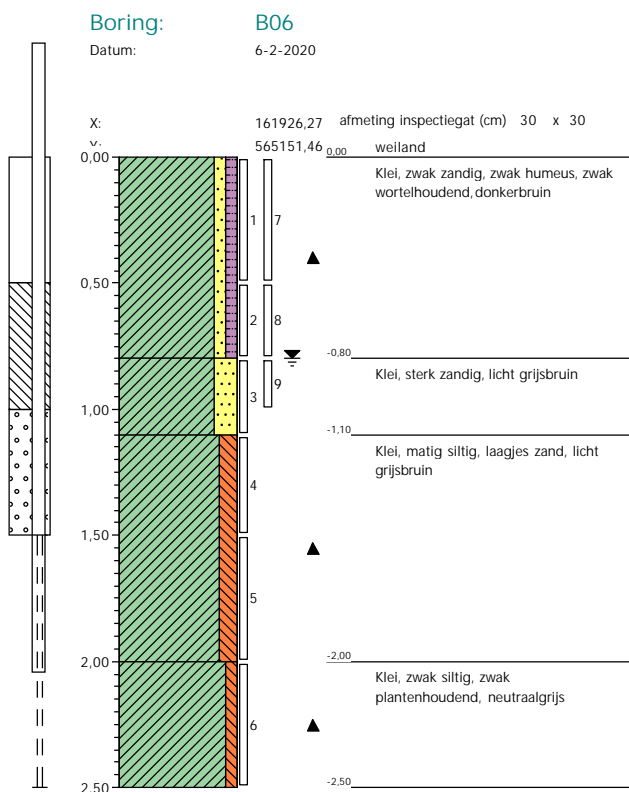 Boring: B06
Datum: 6-2-2020
X: 161926,27 afmeting inspectiegat (cm) 30 x 30
565151,46 0,00 weiland
0,00
Klei, zwak zandig, zwak humeus, zwak
wortelhoudend, donkerbruin
1 7
0,50
2 8
-0,80
Klei, sterk zandig, licht grijsbruin
3 9
1,00
-1,10
Klei, matig siltig, laagjes zand, licht
grijsbruin
4
1,50
5
2,00 -2,00
Klei, zwak siltig, zwak
plantenhoudend, neutraalgrijs
6
2,50 -2,50